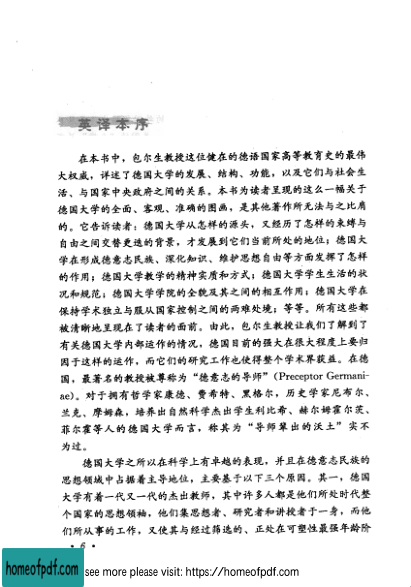 英译本序
在本书中，包尔生教授这位健在的德语国家高等教育史的最伟
大权威，详述了德国大学的发展、结构、功能，以及它们与社会生
活、与国家中央政府之间的关系。本书为读者呈现的这么一幅关于
德国大学的全面、客观、准确的图画，是其他著作所无法与之比肩
的。它告诉读者：德国大学从怎样的源头，又经历了怎样的束缚与
自由之间交替更迭的背景，才发展到它们当前所处的地位；德国大
学在形成德意志民族、深化知识、维护思想自由等方面发挥了怎样
的作用；德国大学教学的精神实质和方式；德国大学学生生活的状
况和规范；德国大学学院的全貌及其之间的相互作用；德国大学在
保持学术独立与服从国家控制之间的两难处境；等等。所有这些都
被清晰地呈现在了读者的面前。由此，包尔生教授让我们了解到了
有关德国大学内部运作的情况，德国目前的强大在很大程度上要归
因于这样的运作，而它们的研究工作也使得整个学术界获益。在德
国，最著名的教授被尊称为“德意志的导师”（Preceptor Germani-
ae）。对于拥有哲学家康德、费希特、黑格尔，历史学家尼布尔、
兰克、摩姆森，培养出自然科学杰出学生利比希、赫尔姆霍尔茨、
菲尔霍等人的德国大学而言，称其为“导师辈出的沃土”实不
为过。
德国大学之所以在科学上有卓越的表现，并且在德意志民族的
思想领域中占据着主导地位，主要基于以下三个原因。其一，德国
大学有着一代又一代的杰出教师，其中许多人都是他们所处时代整
个国家的思想领袖，他们集思想者、研究者和讲授者于一身，而他
们所从事的工作，又使其与经过筛选的、正处在可塑性最强年龄阶
homeofpdf.com
see more please visit: https://homeofpdf.com